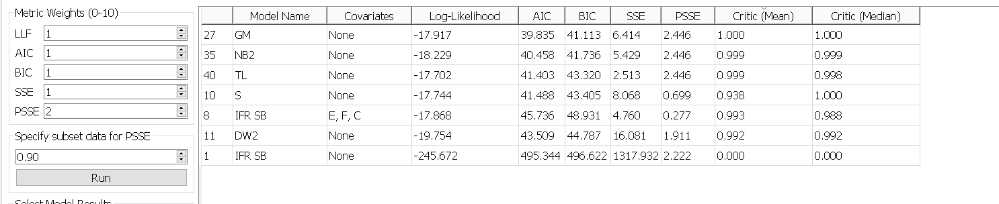 Metric Weights (0-10)
LLF 1
AIC 1
BIC 1
SSE 1
PSSE 2
Specify subset data for PSSE
0.90
Run
Select Model Results
Model Name Covariates Log-Likelihood AIC BIC SSE PSSE Critic (Mean) Critic (Median)
27 GM None -17.917 39.835 41.113 6.414 2.446 1.000 1.000
35 NB2 None -18.229 40.458 41.736 5.429 2.446 0.999 0.999
40 TL None -17.702 41.403 43.320 2.513 2.446 0.999 0.998
10 S None -17.744 41.488 43.405 8.068 0.699 0.938 1.000
8 IFR SB E, F, C -17.868 45.736 48.931 4.760 0.277 0.993 0.988
11 DW2 None -19.754 43.509 44.787 16.081 1.911 0.992 0.992
1 IFR SB None -245.672 495.344 496.622 1317.932 2.222 0.000 0.000